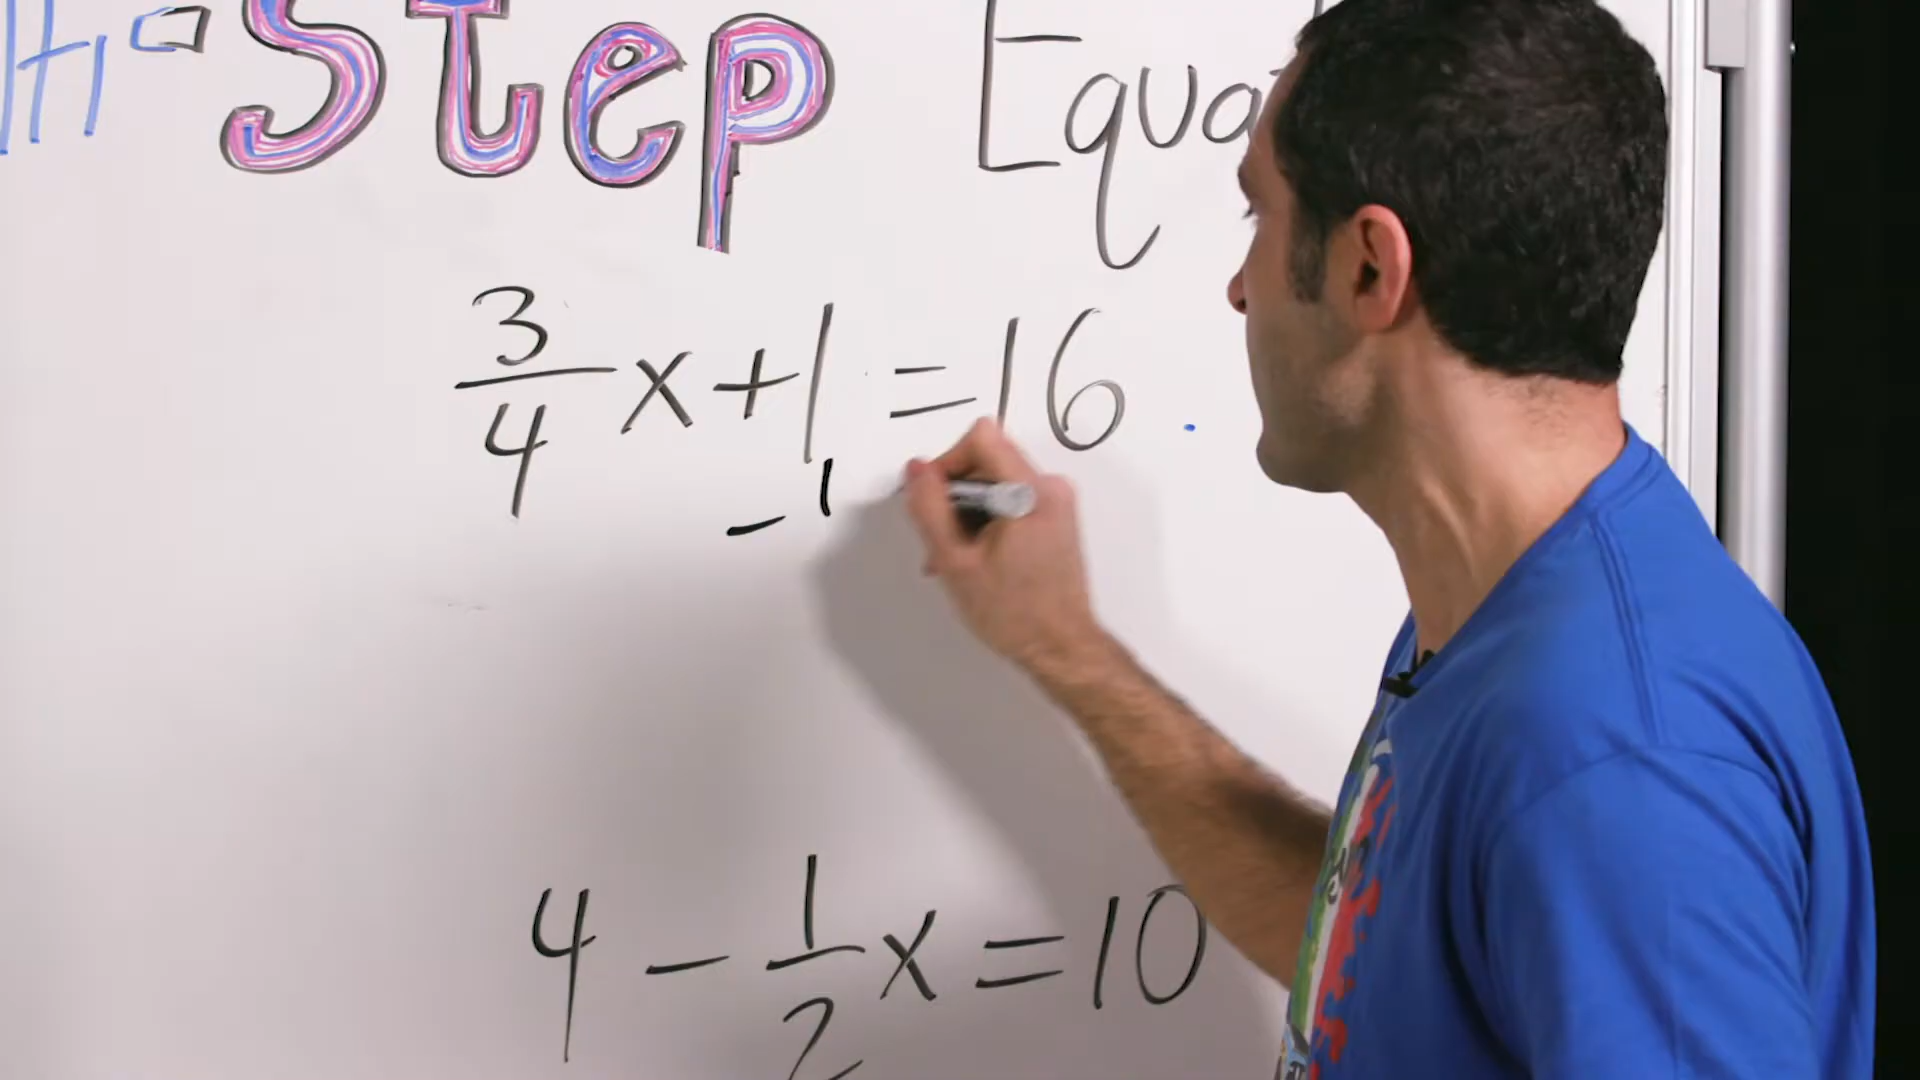 Step Equa
3/4 x + 1 = 16
- 1
4 - 1/2 x = 10